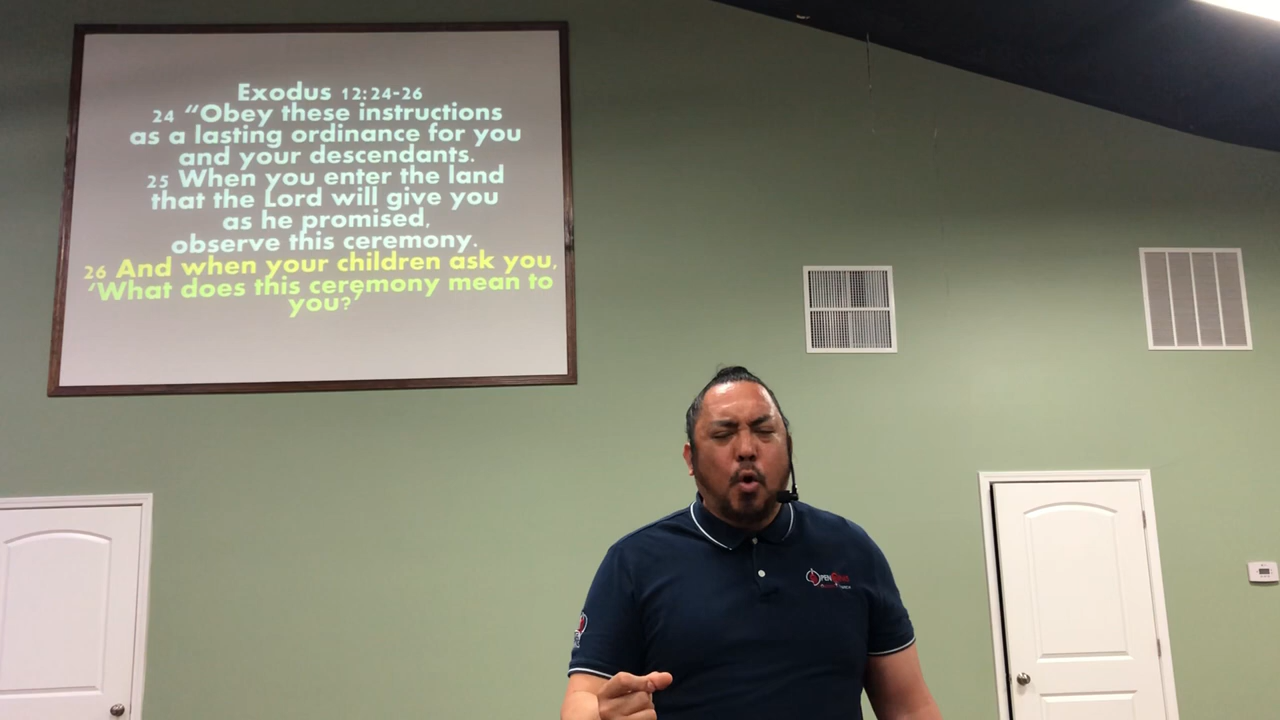 Exodus 12:24-26
24 “Obey these instructions
as a lasting ordinance for you
and your descendants.
25 When you enter the land
that the Lord will give you
as he promised,
observe this ceremony.
26 And when your children ask you,
‘What does this ceremony mean to
you?’